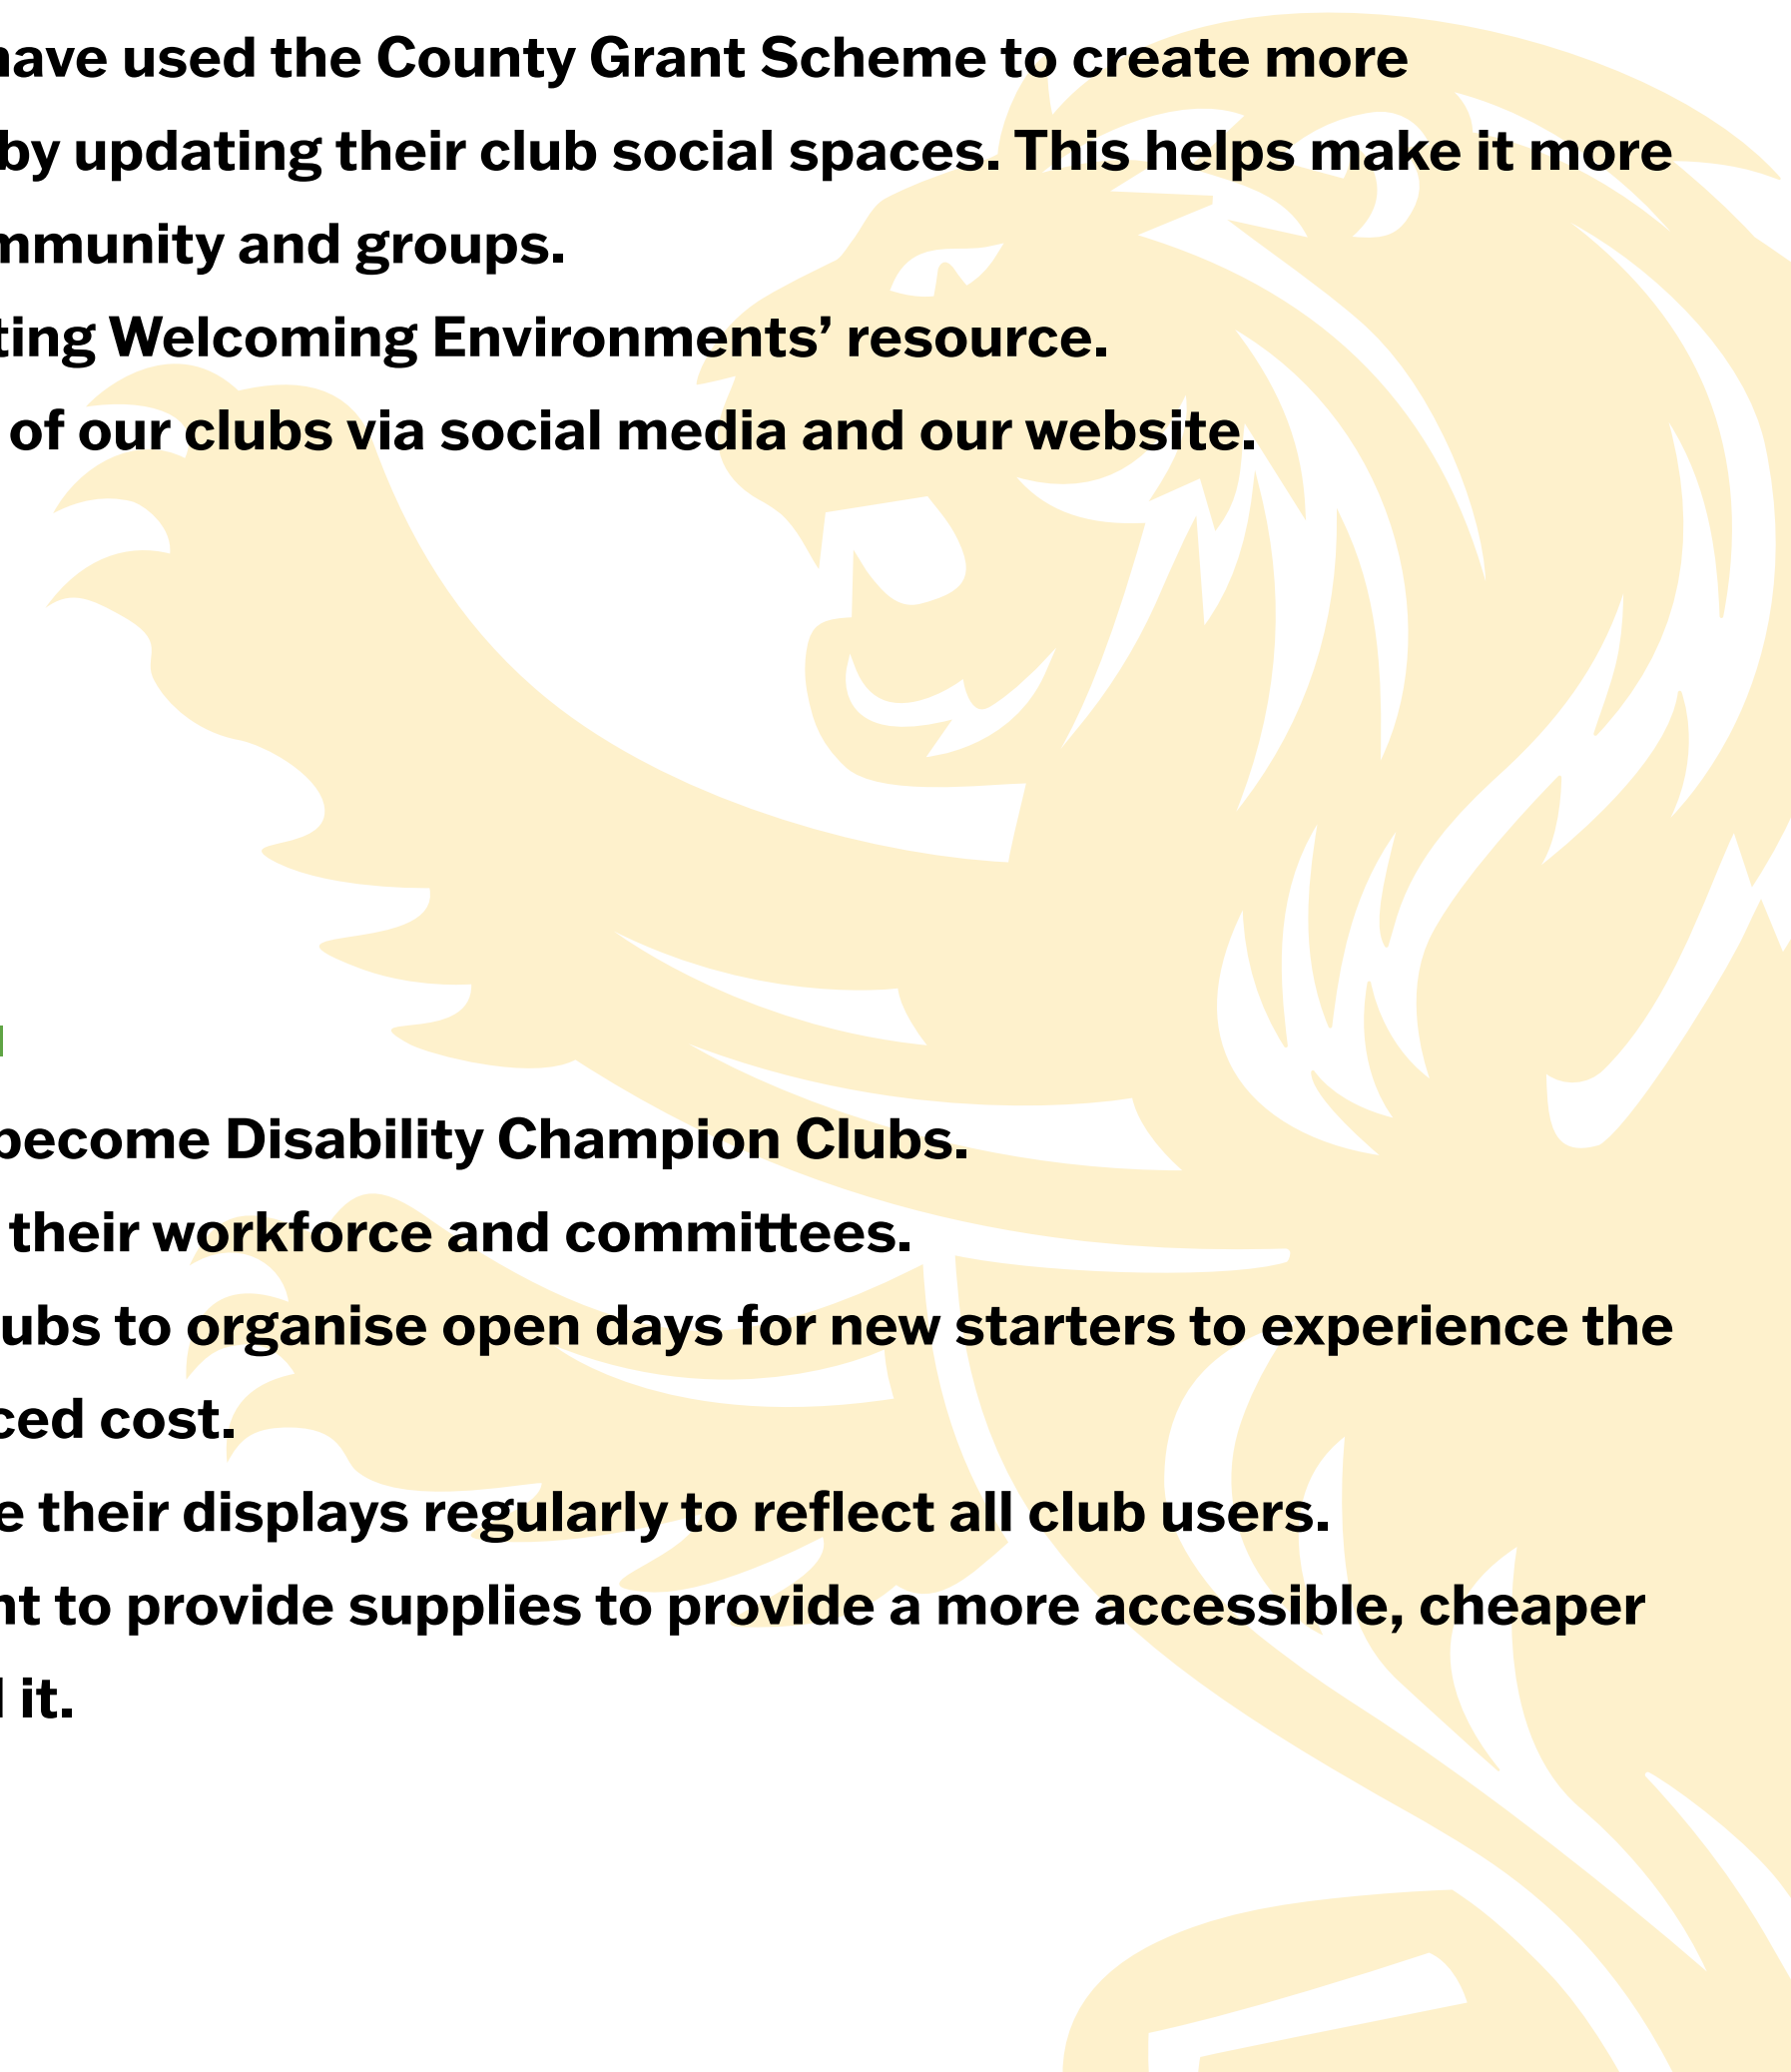 have used the County Grant Scheme to create more
by updating their club social spaces. This helps make it more
mmunity and groups.
ting Welcoming Environments’ resource.
of our clubs via social media and our website.
become Disability Champion Clubs.
their workforce and committees.
ubs to organise open days for new starters to experience the
ced cost.
e their displays regularly to reflect all club users.
nt to provide supplies to provide a more accessible, cheaper
it.